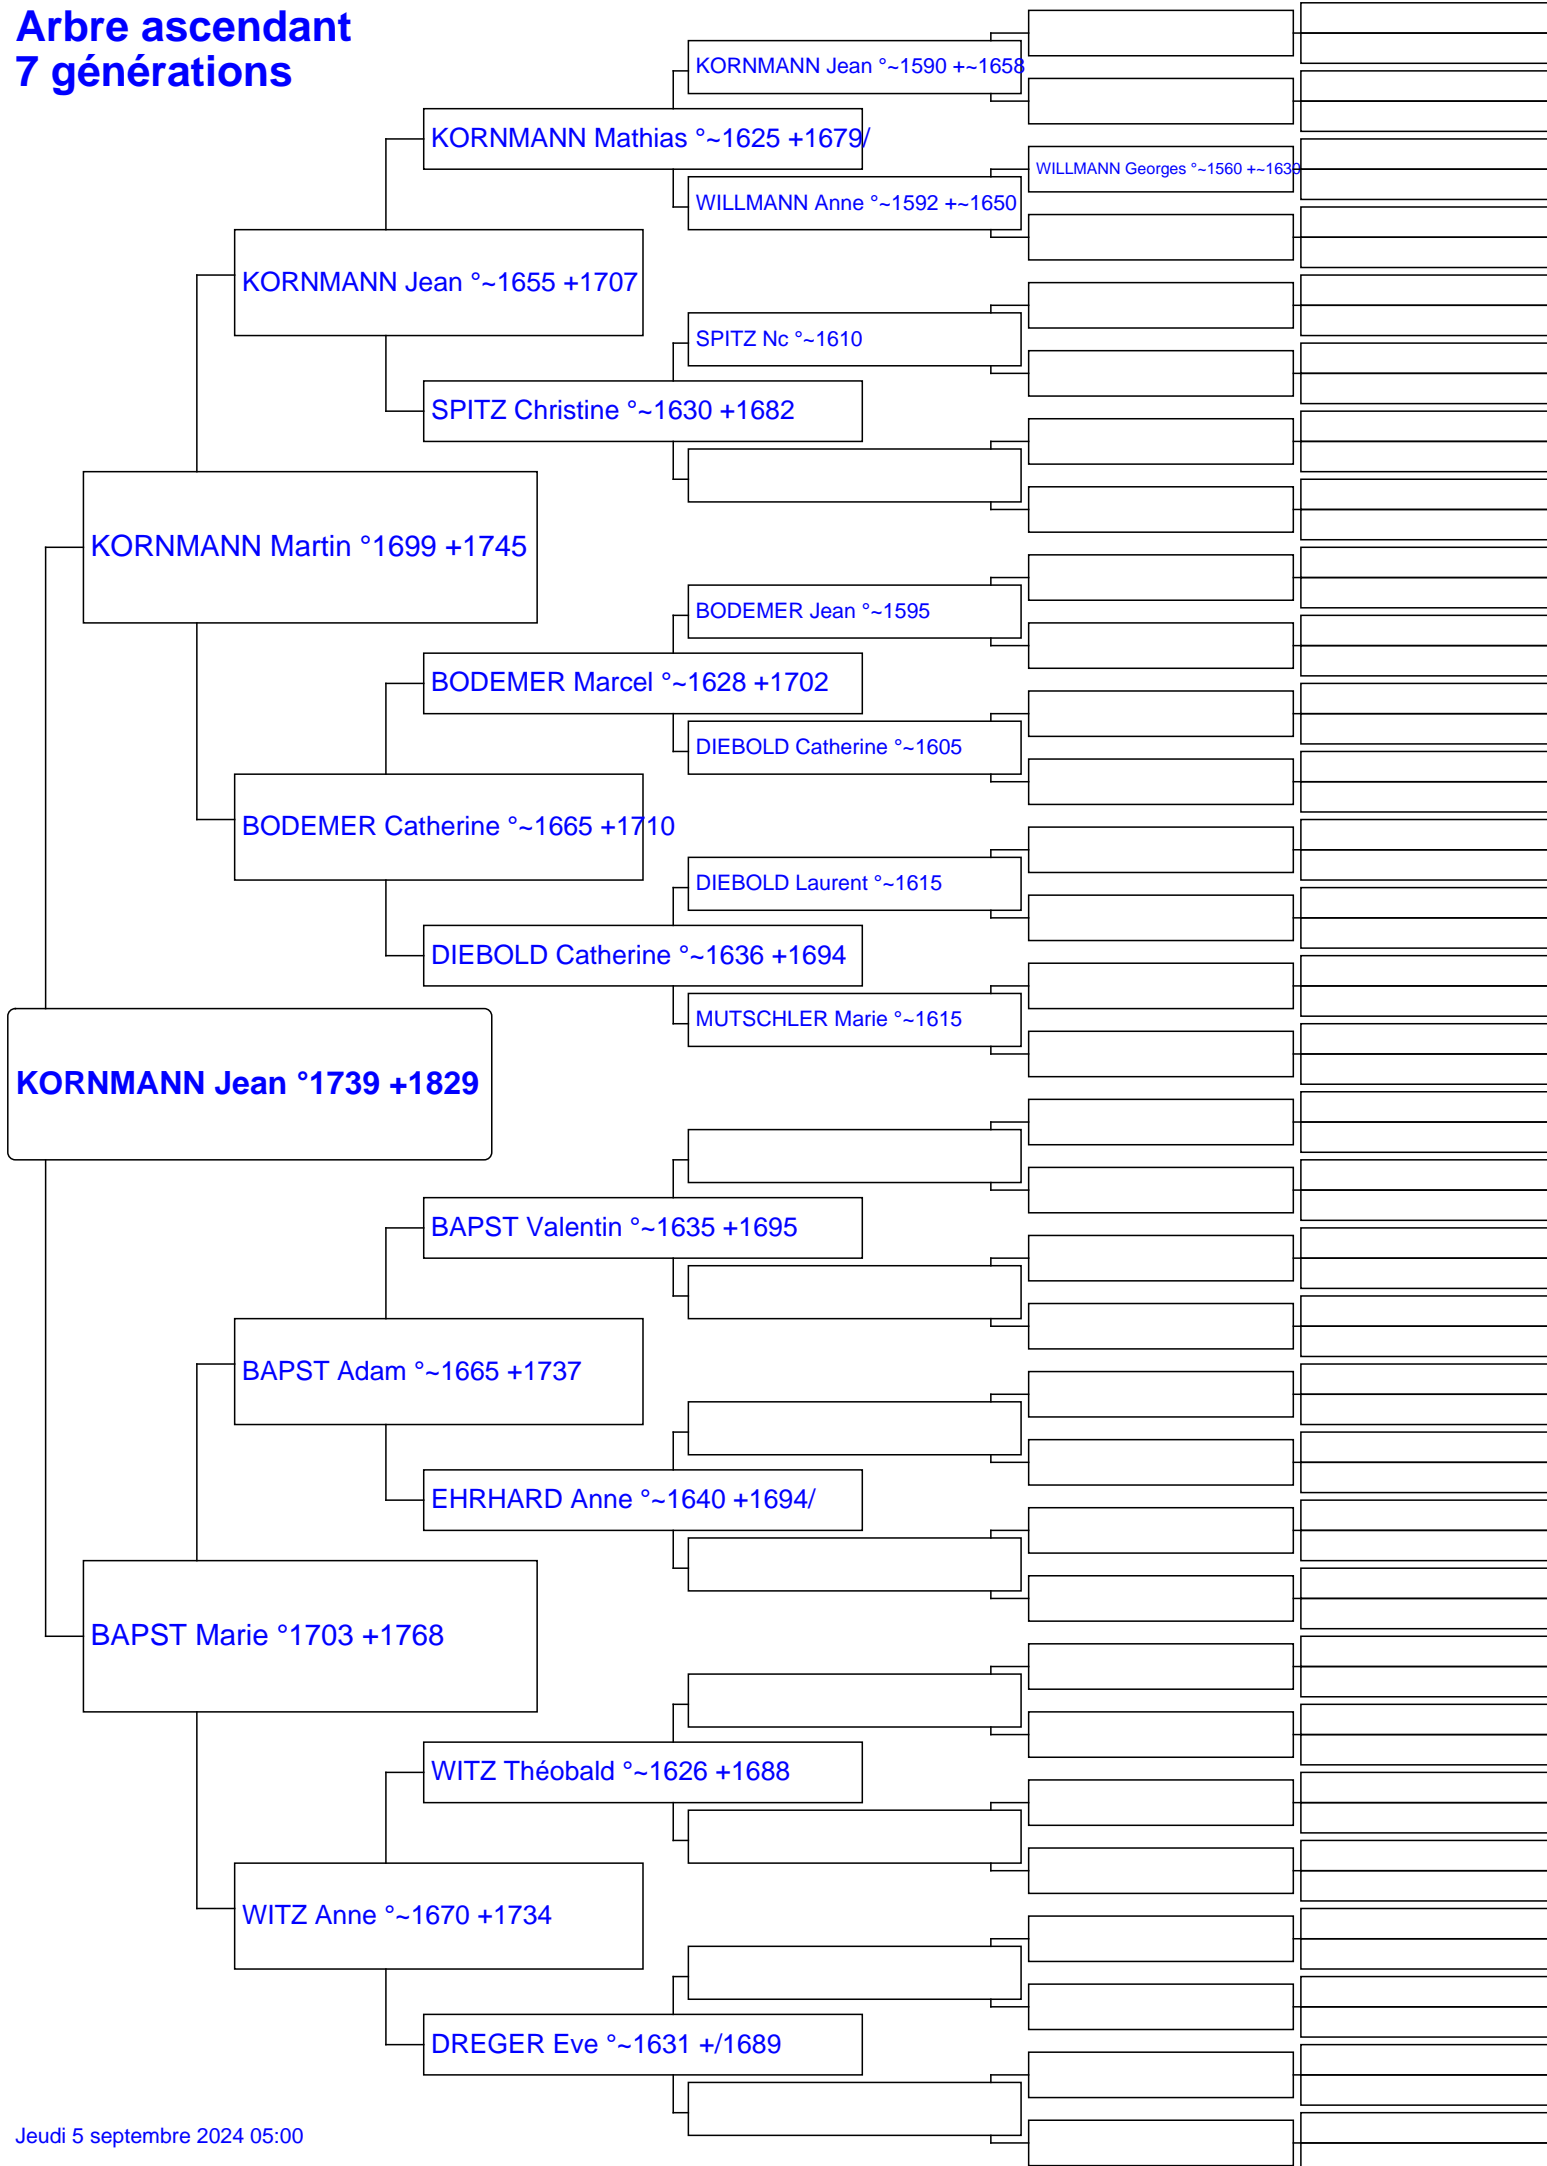 Arbre ascendant
7 générations
KORNMANN Jean °~1590 +~1658
KORNMANN Mathias °~1625 +1679/
WILLMANN Georges °~1560 +~1630
WILLMANN Anne °~1592 +~1650
KORNMANN Jean °~1655 +1707
SPITZ Nc °~1610
SPITZ Christine °~1630 +1682
KORNMANN Martin °1699 +1745
BODEMER Jean °~1595
BODEMER Marcel °~1628 +1702
DIEBOLD Catherine °~1605
BODEMER Catherine °~1665 +1710
DIEBOLD Laurent °~1615
DIEBOLD Catherine °~1636 +1694
MUTSCHLER Marie °~1615
KORNMANN Jean °1739 +1829
BAPST Valentin °~1635 +1695
BAPST Adam °~1665 +1737
EHRHARD Anne °~1640 +1694/
BAPST Marie °1703 +1768
WITZ Théobald °~1626 +1688
WITZ Anne °~1670 +1734
DREGER Eve °~1631 +/1689
Jeudi 5 septembre 2024 05:00